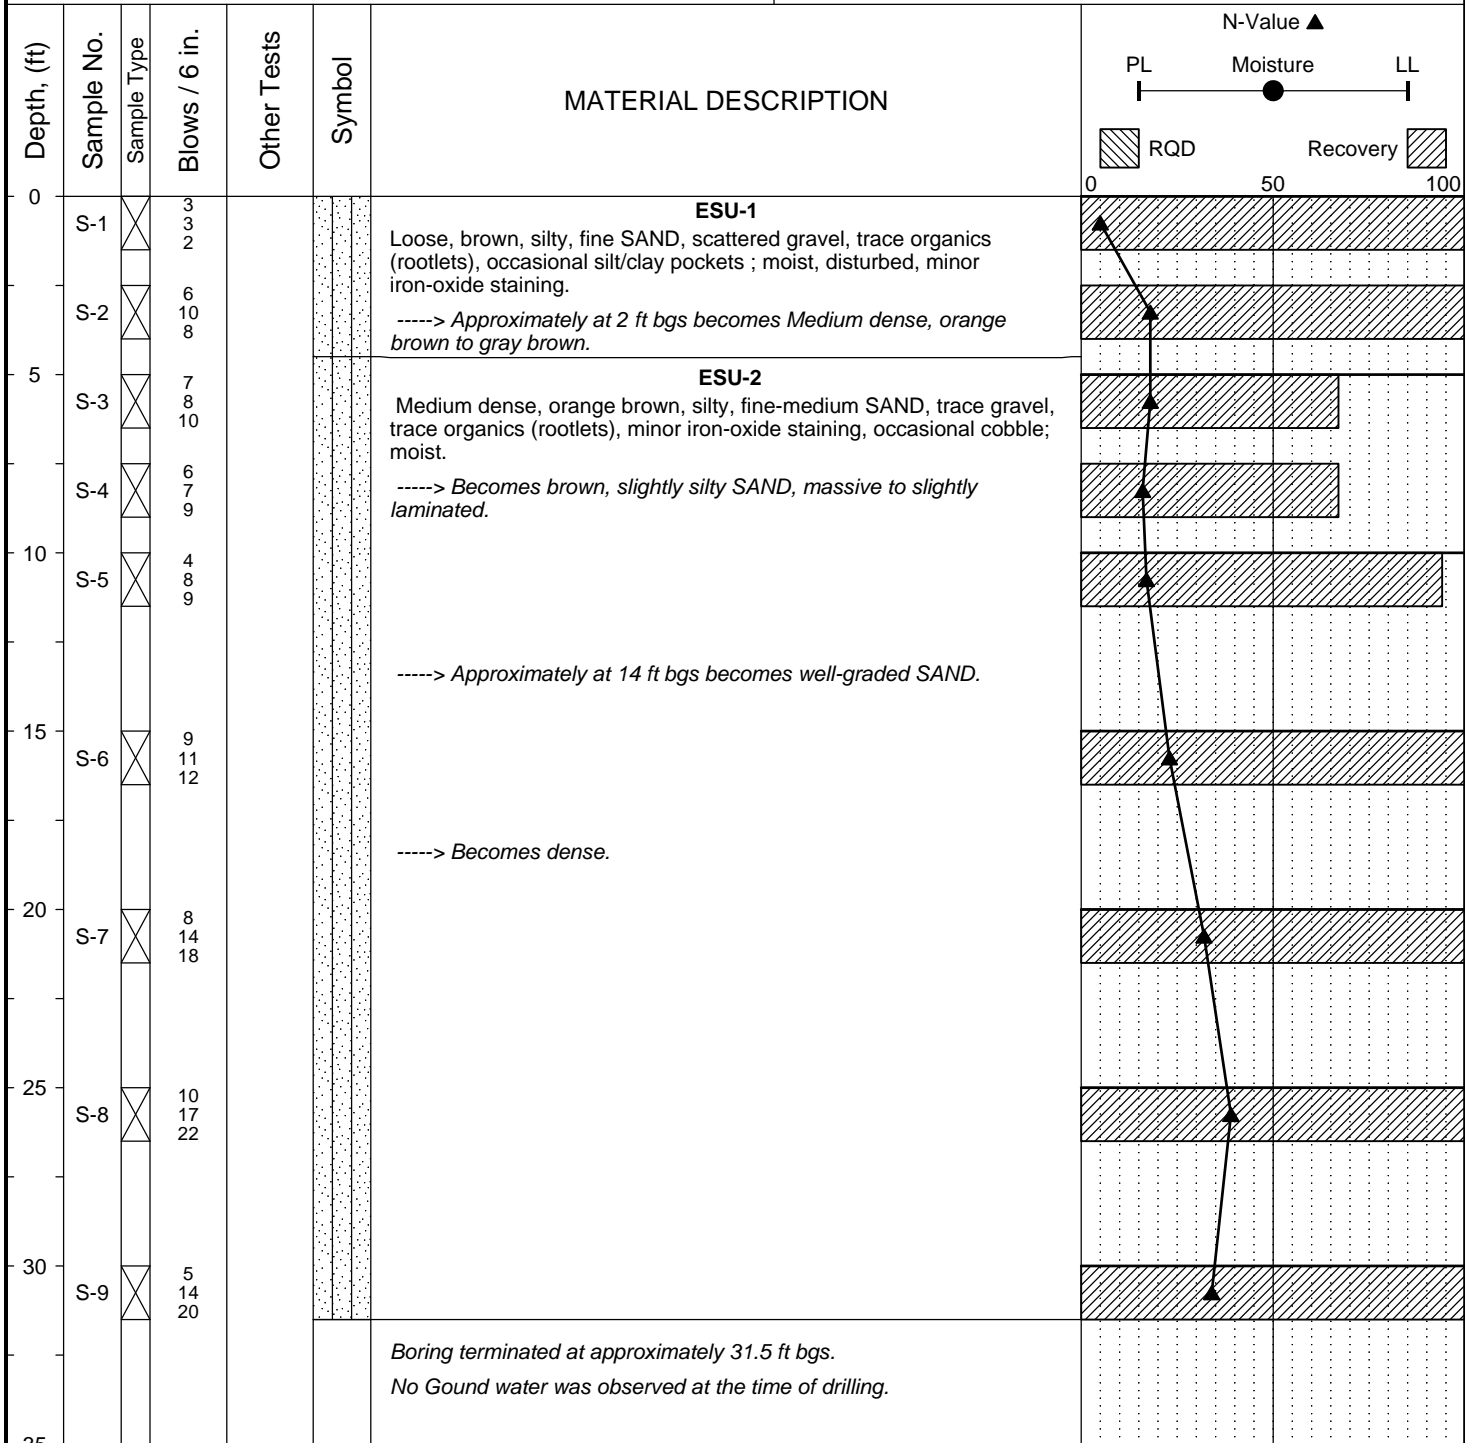 Depth, (ft)
Sample No.
Sample Type
Blows / 6 in.
Other Tests
Symbol
MATERIAL DESCRIPTION
N-Value
PL Moisture LL
RQD Recovery
0 50 100
0
S-1
3
3
2
ESU-1
Loose, brown, silty, fine SAND, scattered gravel, trace organics
(rootlets), occasional silt/clay pockets ; moist, disturbed, minor
iron-oxide staining.
S-2
6
10
8
-----> Approximately at 2 ft bgs becomes Medium dense, orange
brown to gray brown.
5
S-3
7
8
10
ESU-2
Medium dense, orange brown, silty, fine-medium SAND, trace gravel,
trace organics (rootlets), minor iron-oxide staining, occasional cobble;
moist.
S-4
6
7
9
-----> Becomes brown, slightly silty SAND, massive to slightly
laminated.
10
S-5
4
8
9
-----> Approximately at 14 ft bgs becomes well-graded SAND.
15
S-6
9
11
12
-----> Becomes dense.
20
S-7
8
14
18
25
S-8
10
17
22
30
S-9
5
14
20
Boring terminated at approximately 31.5 ft bgs.
No Gound water was observed at the time of drilling.
35